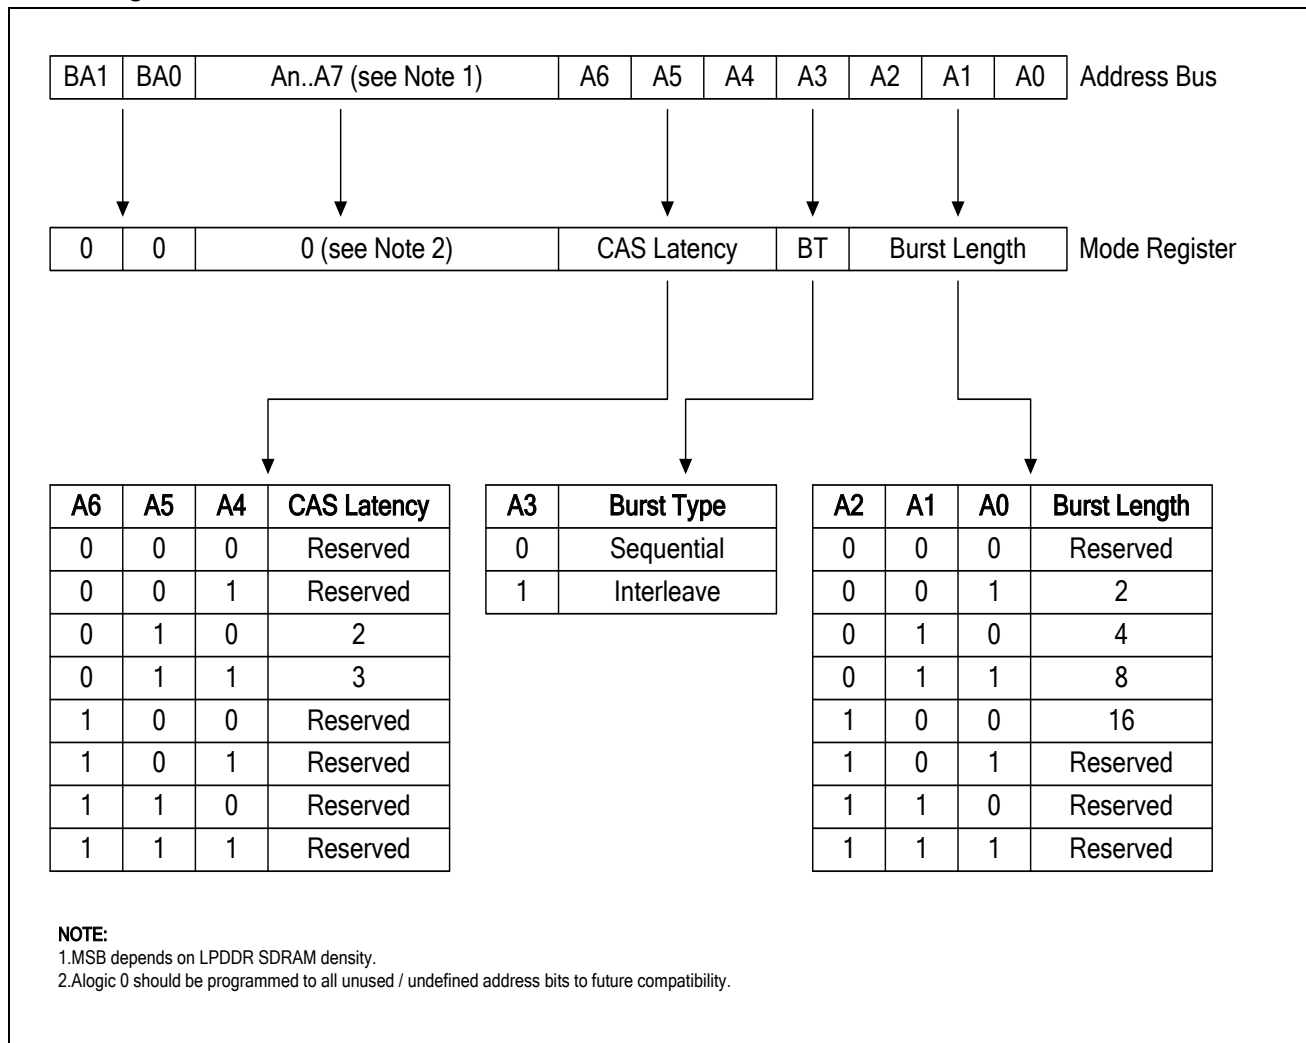 BA1 BA0 An..A7 (see Note 1) A6 A5 A4 A3 A2 A1 A0 Address Bus
0 0 0 (see Note 2) CAS Latency BT Burst Length Mode Register
A6 A5 A4 CAS Latency
0 0 0 Reserved
0 0 1 Reserved
0 1 0 2
0 1 1 3
1 0 0 Reserved
1 0 1 Reserved
1 1 0 Reserved
1 1 1 Reserved
A3 Burst Type
0 Sequential
1 Interleave
A2 A1 A0 Burst Length
0 0 0 Reserved
0 0 1 2
0 1 0 4
0 1 1 8
1 0 0 16
1 0 1 Reserved
1 1 0 Reserved
1 1 1 Reserved
NOTE:
1.MSB depends on LPDDR SDRAM density.
2.Alogic 0 should be programmed to all unused / undefined address bits to future compatibility.